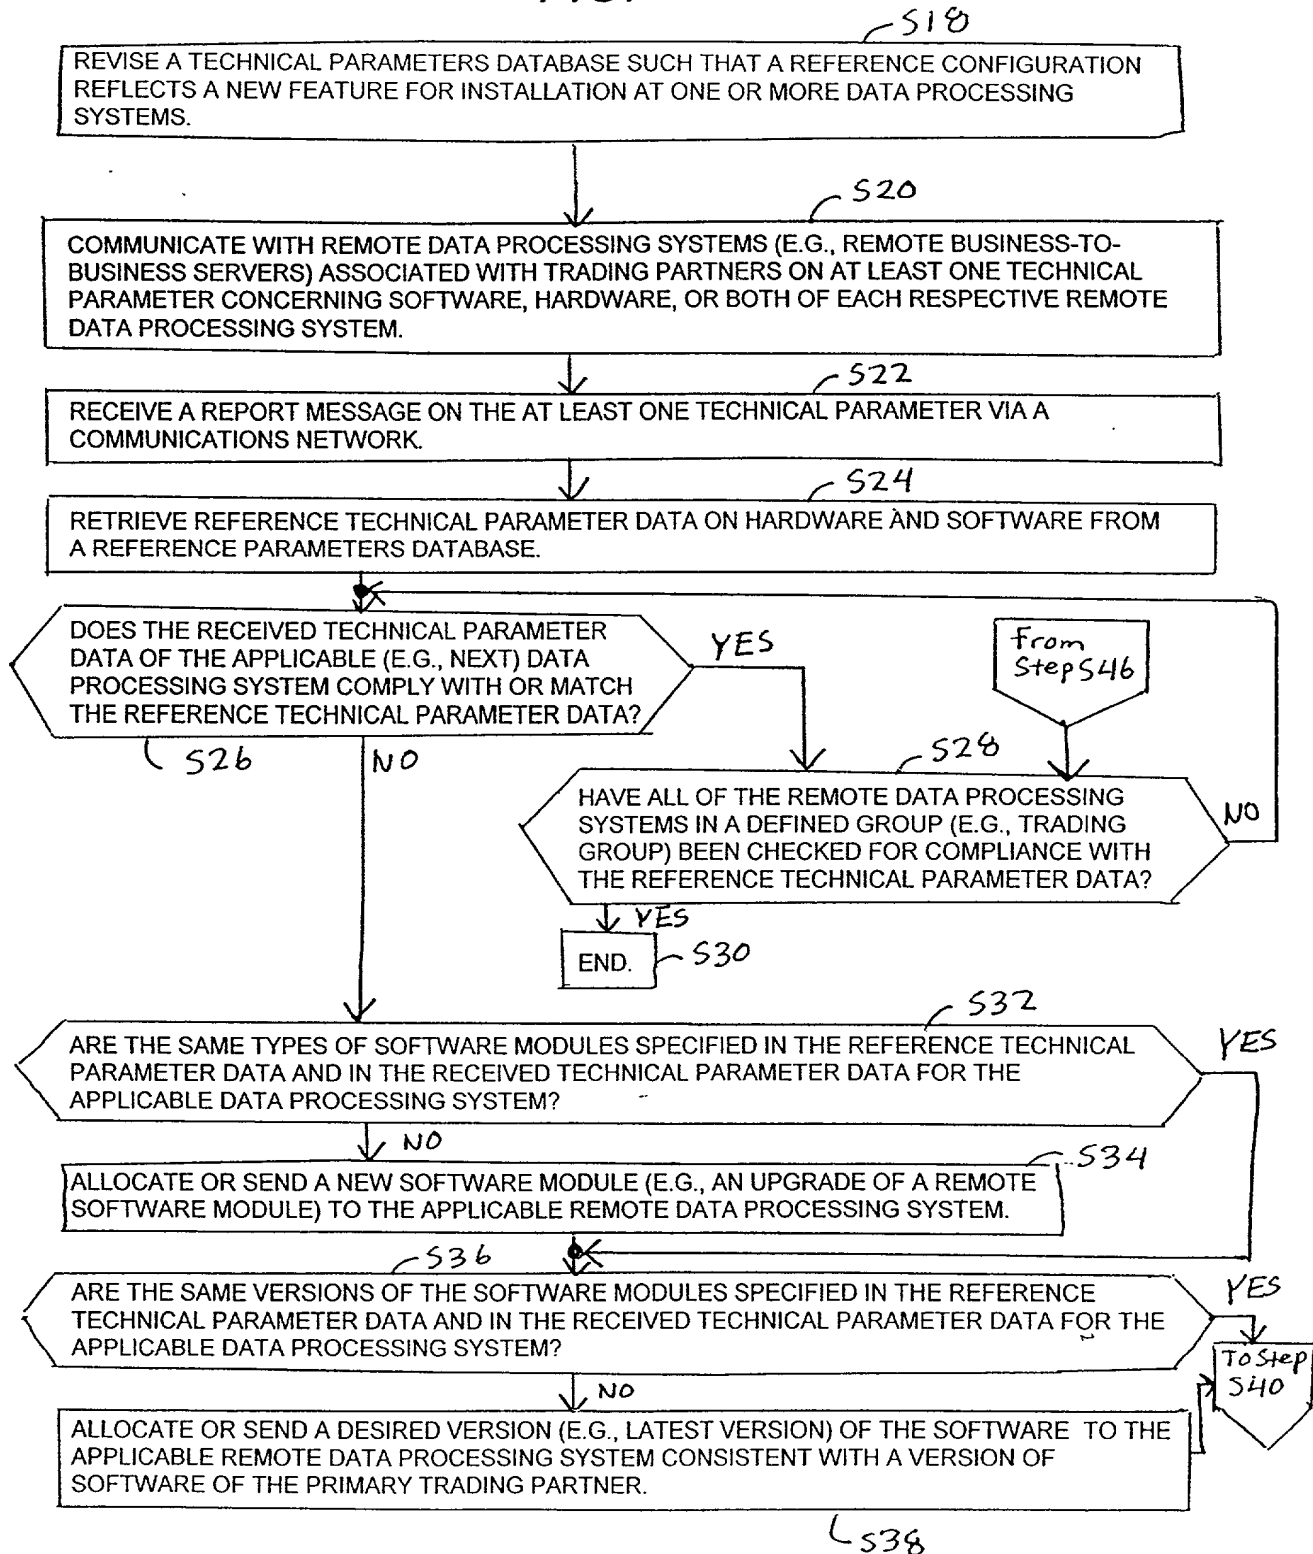 S18
REVISE A TECHNICAL PARAMETERS DATABASE SUCH THAT A REFERENCE CONFIGURATION
REFLECTS A NEW FEATURE FOR INSTALLATION AT ONE OR MORE DATA PROCESSING
SYSTEMS.
S20
COMMUNICATE WITH REMOTE DATA PROCESSING SYSTEMS (E.G., REMOTE BUSINESS-TO-
BUSINESS SERVERS) ASSOCIATED WITH TRADING PARTNERS ON AT LEAST ONE TECHNICAL
PARAMETER CONCERNING SOFTWARE, HARDWARE, OR BOTH OF EACH RESPECTIVE REMOTE
DATA PROCESSING SYSTEM.
S22
RECEIVE A REPORT MESSAGE ON THE AT LEAST ONE TECHNICAL PARAMETER VIA A
COMMUNICATIONS NETWORK.
S24
RETRIEVE REFERENCE TECHNICAL PARAMETER DATA ON HARDWARE AND SOFTWARE FROM
A REFERENCE PARAMETERS DATABASE.
DOES THE RECEIVED TECHNICAL PARAMETER
DATA OF THE APPLICABLE (E.G., NEXT) DATA
PROCESSING SYSTEM COMPLY WITH OR MATCH
THE REFERENCE TECHNICAL PARAMETER DATA?
YES
From
Step S46
S26
NO
S28
HAVE ALL OF THE REMOTE DATA PROCESSING
SYSTEMS IN A DEFINED GROUP (E.G., TRADING
GROUP) BEEN CHECKED FOR COMPLIANCE WITH
THE REFERENCE TECHNICAL PARAMETER DATA?
NO
YES
END.
S30
S32
ARE THE SAME TYPES OF SOFTWARE MODULES SPECIFIED IN THE REFERENCE TECHNICAL
PARAMETER DATA AND IN THE RECEIVED TECHNICAL PARAMETER DATA FOR THE
APPLICABLE DATA PROCESSING SYSTEM?
YES
NO
S34
ALLOCATE OR SEND A NEW SOFTWARE MODULE (E.G., AN UPGRADE OF A REMOTE
SOFTWARE MODULE) TO THE APPLICABLE REMOTE DATA PROCESSING SYSTEM.
S36
ARE THE SAME VERSIONS OF THE SOFTWARE MODULES SPECIFIED IN THE REFERENCE
TECHNICAL PARAMETER DATA AND IN THE RECEIVED TECHNICAL PARAMETER DATA FOR THE
APPLICABLE DATA PROCESSING SYSTEM?
YES
To Step
S40
NO
ALLOCATE OR SEND A DESIRED VERSION (E.G., LATEST VERSION) OF THE SOFTWARE TO THE
APPLICABLE REMOTE DATA PROCESSING SYSTEM CONSISTENT WITH A VERSION OF
SOFTWARE OF THE PRIMARY TRADING PARTNER.
S38